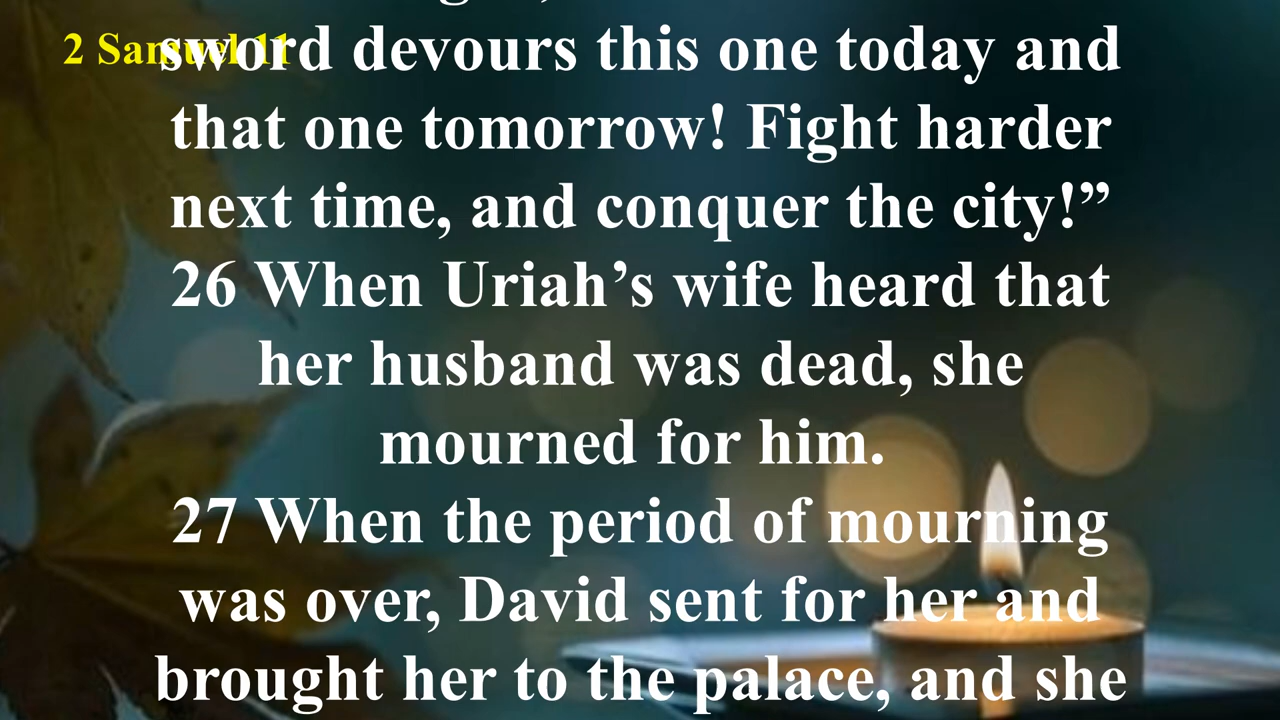 2 Samuel 11
sword devours this one today and
that one tomorrow! Fight harder
next time, and conquer the city!”
26 When Uriah’s wife heard that
her husband was dead, she
mourned for him.
27 When the period of mourning
was over, David sent for her and
brought her to the palace, and she